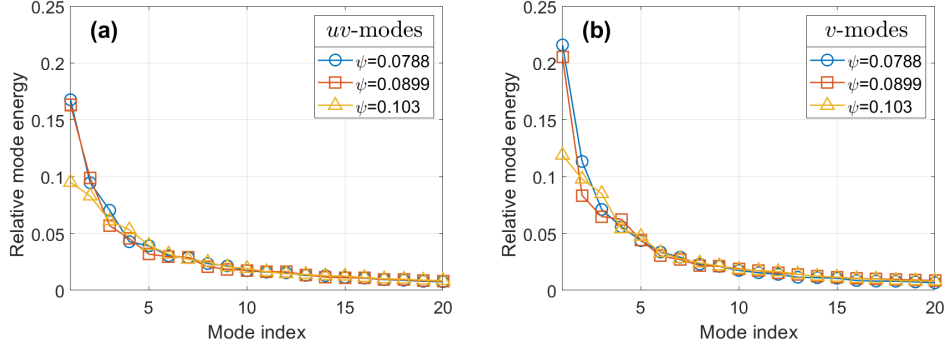 (a)
uv-modes
ψ=0.0788
ψ=0.0899
ψ=0.103
0.25
0.2
0.15
0.1
0.05
0
5
10
15
20
Relative mode energy
Mode index
(b)
v-modes
ψ=0.0788
ψ=0.0899
ψ=0.103
0.25
0.2
0.15
0.1
0.05
0
5
10
15
20
Relative mode energy
Mode index